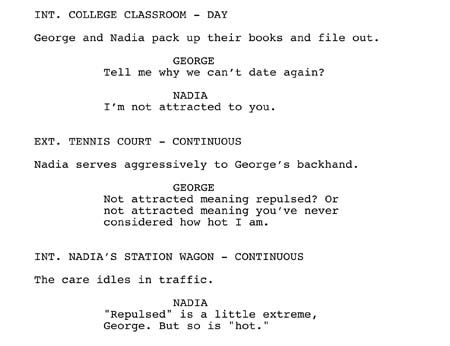 INT. COLLEGE CLASSROOM – DAY
George and Nadia pack up their books and file out.
GEORGE
Tell me why we can’t date again?
NADIA
I’m not attracted to you.
EXT. TENNIS COURT – CONTINUOUS
Nadia serves aggressively to George’s backhand.
GEORGE
Not attracted meaning repulsed? Or
not attracted meaning you’ve never
considered how hot I am.
INT. NADIA’S STATION WAGON – CONTINUOUS
The care idles in traffic.
NADIA
"Repulsed" is a little extreme,
George. But so is "hot."